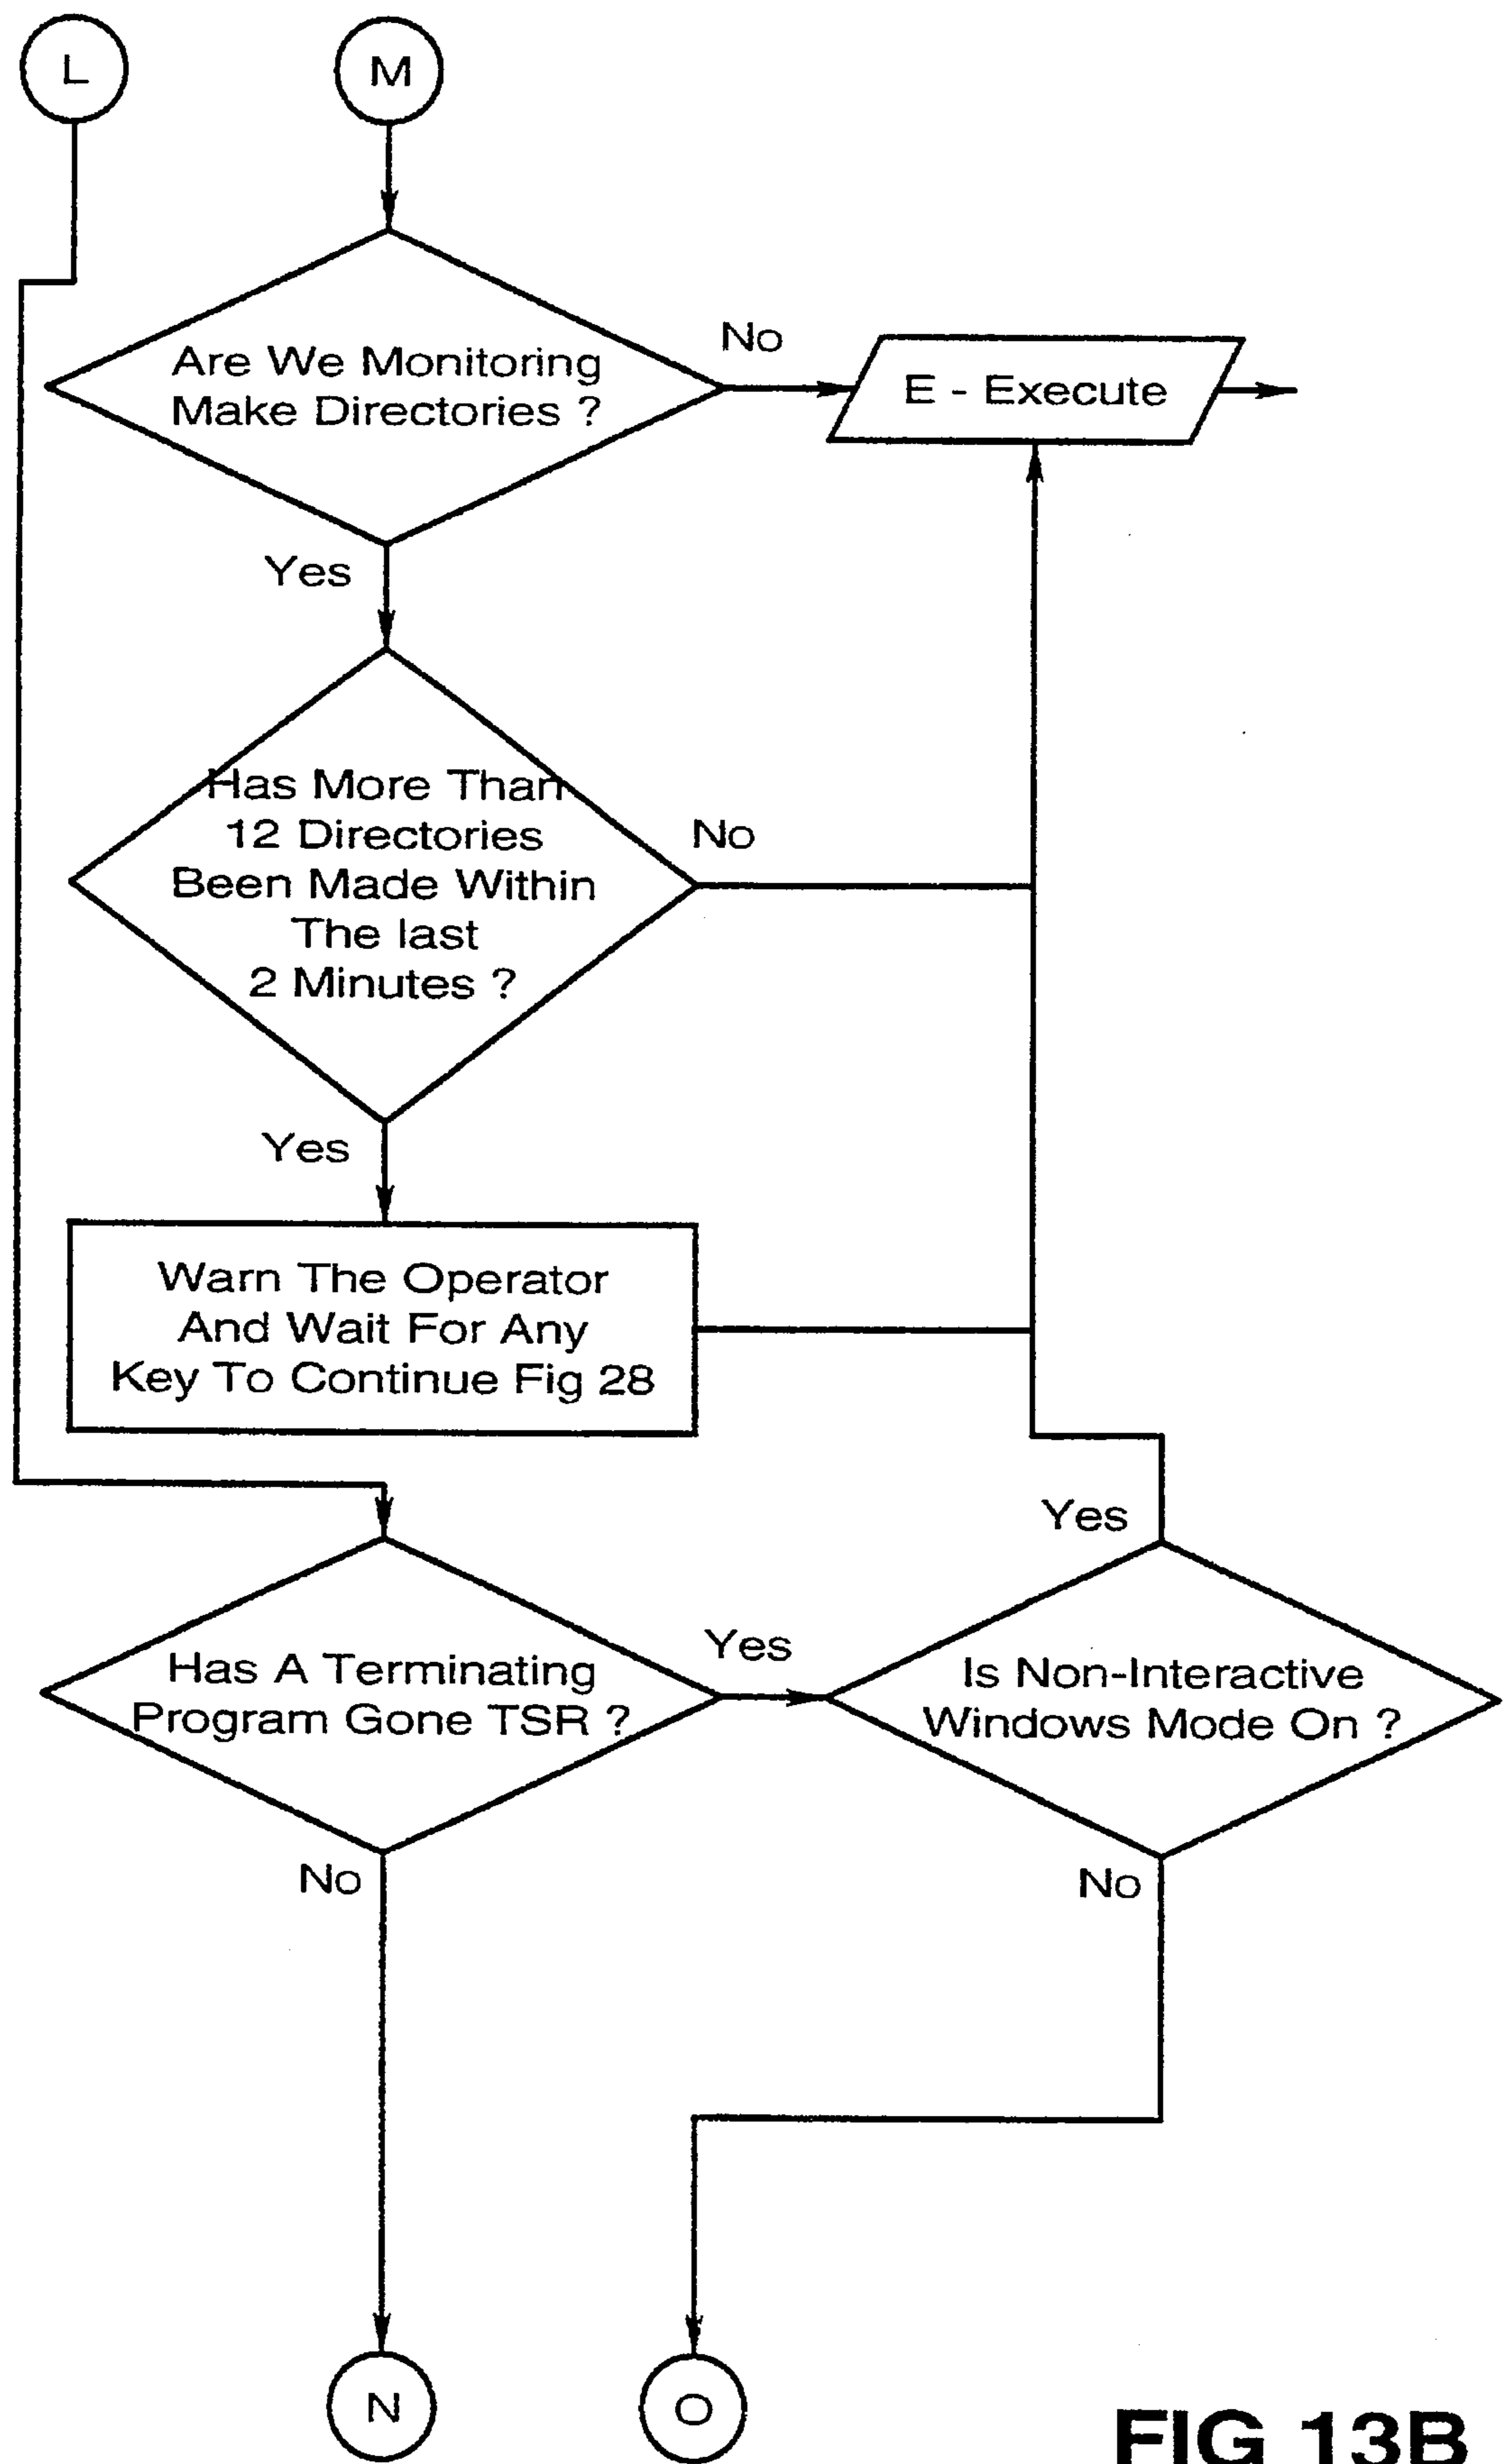 L
M
Are We Monitoring
Make Directories ?
No
E - Execute
Yes
Has More Than
12 Directories
Been Made Within
The last
2 Minutes ?
No
Yes
Warn The Operator
And Wait For Any
Key To Continue Fig 28
Yes
Has A Terminating
Program Gone TSR ?
Yes
Is Non-Interactive
Windows Mode On ?
No
No
N
O
FIG 13B